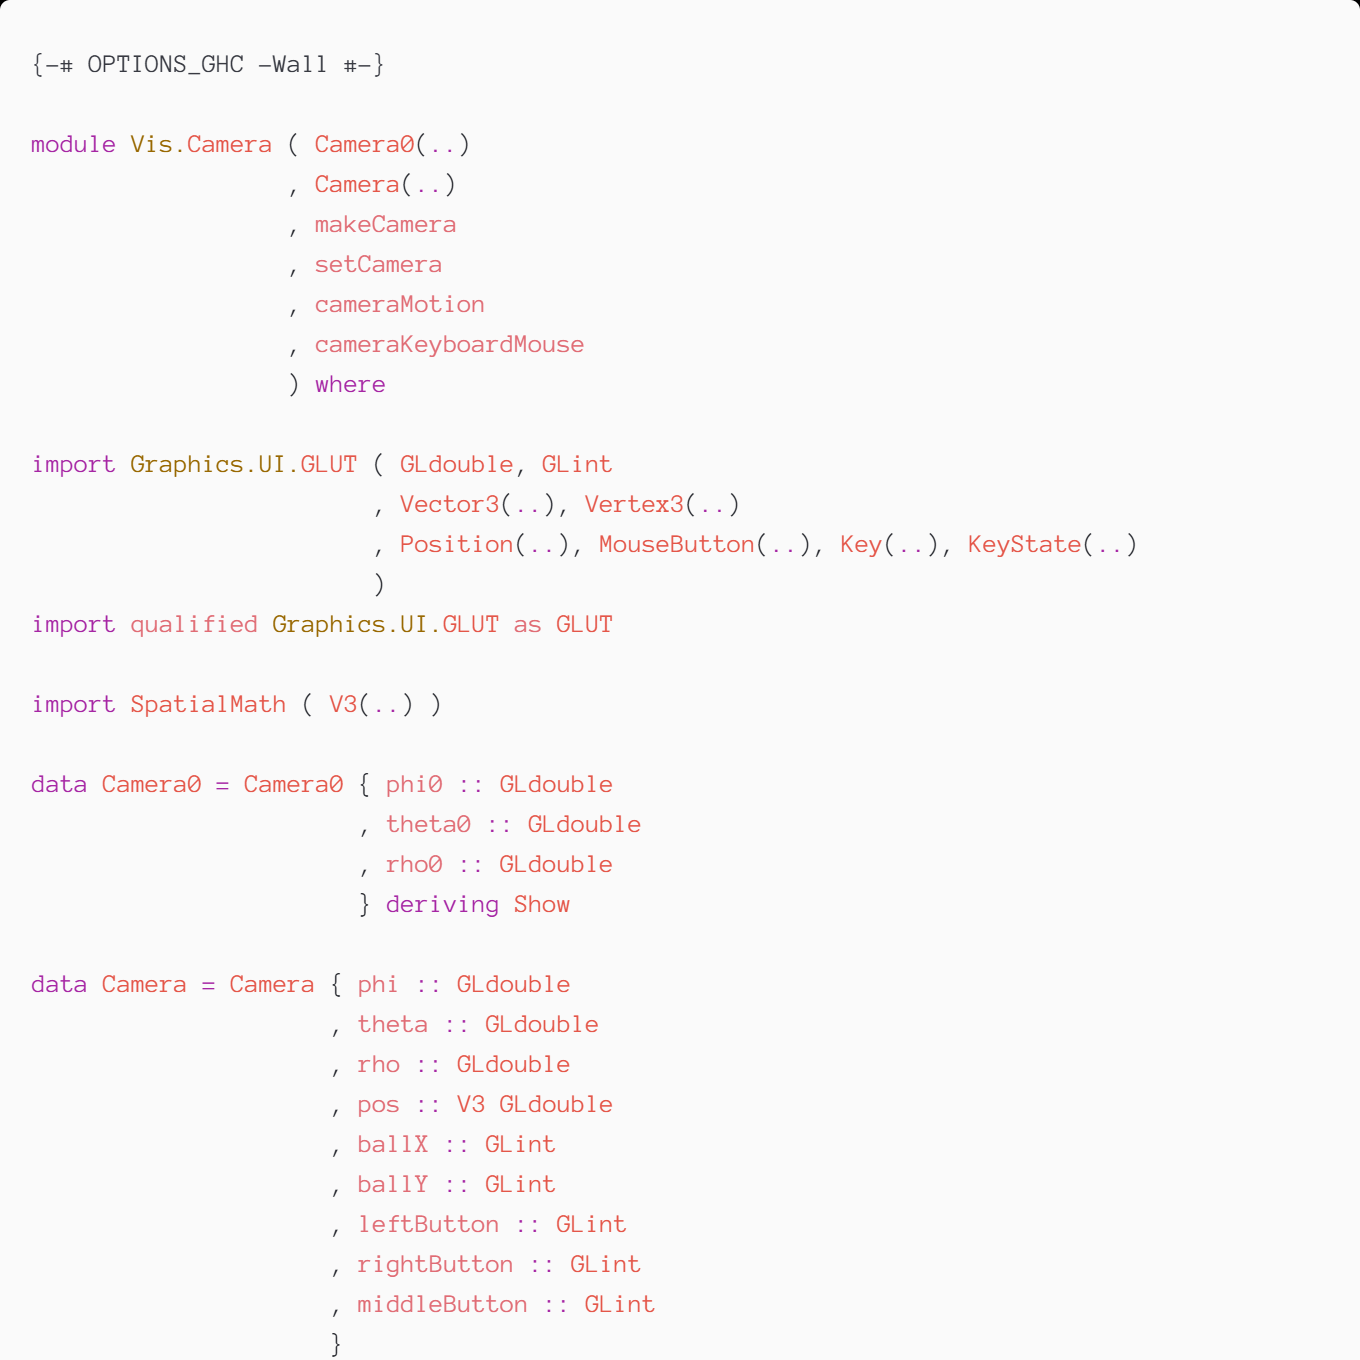 {-# OPTIONS_GHC -Wall #-}

module Vis.Camera ( Camera0(..)
                  , Camera(..)
                  , makeCamera
                  , setCamera
                  , cameraMotion
                  , cameraKeyboardMouse
                  ) where

import Graphics.UI.GLUT ( GLdouble, GLint
                        , Vector3(..), Vertex3(..)
                        , Position(..), MouseButton(..), Key(..), KeyState(..)
                        )
import qualified Graphics.UI.GLUT as GLUT

import SpatialMath ( V3(..) )

data Camera0 = Camera0 { phi0 :: GLdouble
                       , theta0 :: GLdouble
                       , rho0 :: GLdouble
                       } deriving Show

data Camera = Camera { phi :: GLdouble
                     , theta :: GLdouble
                     , rho :: GLdouble
                     , pos :: V3 GLdouble
                     , ballX :: GLint
                     , ballY :: GLint
                     , leftButton :: GLint
                     , rightButton :: GLint
                     , middleButton :: GLint
                     }